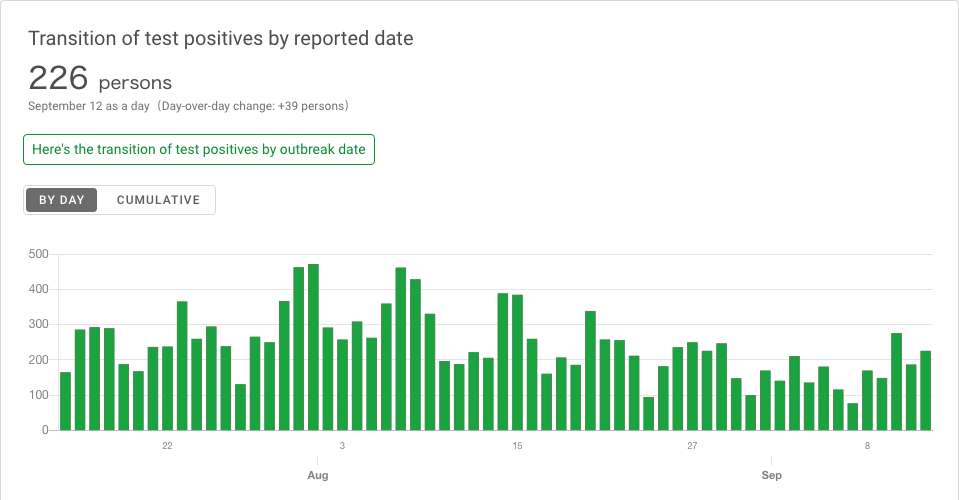 Transition of test positives by reported date
226 persons
September 12 as a day（Day-over-day change: +39 persons）
Here's the transition of test positives by outbreak date
BY DAY CUMULATIVE
500
400
300
200
100
0
22 3 15 27 8
Aug Sep